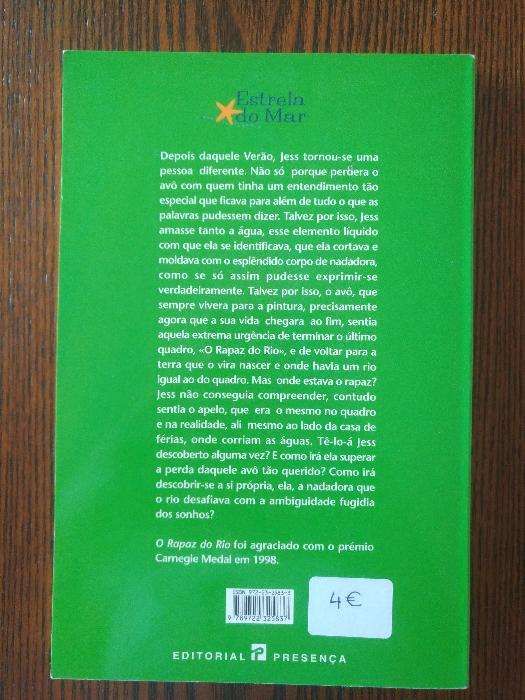 Estrela
do Mar
Depois daquele Verão, Jess tornou-se uma
pessoa diferente. Não só porque perdera o
avô com quem tinha um entendimento tão
especial que ficava para além de tudo o que as
palavras pudessem dizer. Talvez por isso, Jess
amasse tanto a água, esse elemento líquido
com que ela se identificava, que ela cortava e
moldava com o esplêndido corpo de nadadora,
como se só assim pudesse exprimir-se
verdadeiramente. Talvez por isso, o avô, que
sempre vivera para a pintura, precisamente
agora que a sua vida chegara ao fim, sentia
aquela extrema urgência de terminar o último
quadro, «O Rapaz do Rio», e de voltar para a
terra que o vira nascer e onde havia um rio
igual ao do quadro. Mas onde estava o rapaz?
Jess não conseguia compreender, contudo
sentia o apelo, que era o mesmo no quadro
e na realidade, ali mesmo ao lado da casa de
férias, onde corriam as águas. Tê-lo-á Jess
descoberto alguma vez? E como irá ela superar
a perda daquele avô tão querido? Como irá
descobrir-se a si própria, ela, a nadadora que
o rio desafiava com a ambiguidade fugidia
dos sonhos?
O Rapaz do Rio foi agraciado com o prémio
Carnegie Medal em 1998.
ISBN
4€
EDITORIAL PRESENÇA